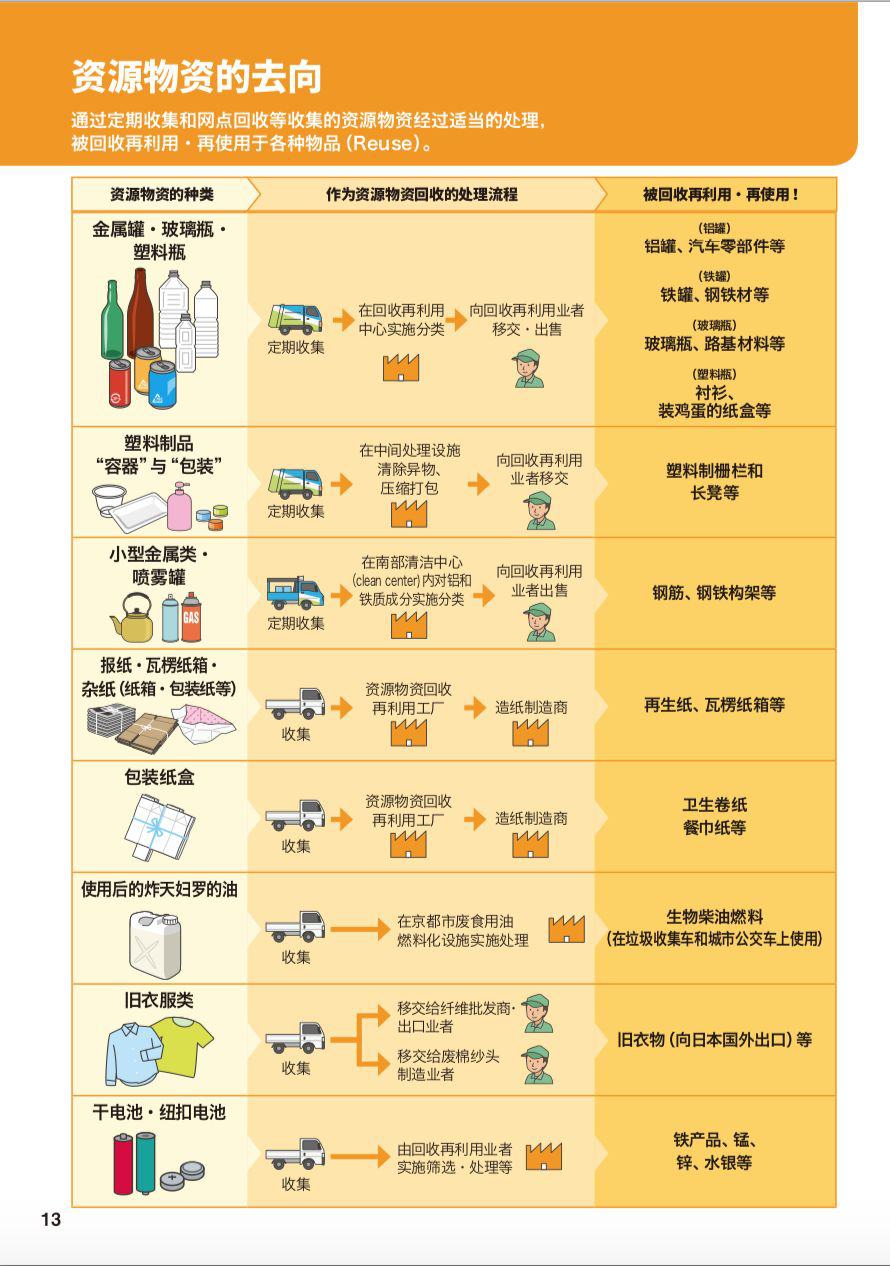 资源物资的去向
通过定期收集和网点回收等收集的资源物资经过适当的处理，
被回收再利用・再使用于各种物品（Reuse）。
资源物资的种类
作为资源物资回收的处理流程
被回收再利用・再使用！
金属罐・玻璃瓶・
塑料瓶
定期收集
在回收再利用
中心实施分类
向回收再利用业者
移交・出售
（铝罐）
铝罐、汽车零部件等
（铁罐）
铁罐、钢铁材等
（玻璃瓶）
玻璃瓶、路基材料等
（塑料瓶）
衬衫、
装鸡蛋的纸盒等
塑料制品
“容器”与“包装”
定期收集
在中间处理设施
清除异物、
压缩打包
向回收再利用
业者移交
塑料制栅栏和
长凳等
小型金属类・
喷雾罐
GAS
定期收集
在南部清洁中心
(clean center)内对铝和
铁质成分实施分类
向回收再利用
业者出售
钢筋、钢铁构架等
报纸・瓦楞纸箱・
杂纸（纸箱・包装纸等）
收集
资源物资回收
再利用工厂
造纸制造商
再生纸、瓦楞纸箱等
包装纸盒
收集
资源物资回收
再利用工厂
造纸制造商
卫生卷纸
餐巾纸等
使用后的炸天妇罗的油
收集
在京都市废食用油
燃料化设施实施处理
生物柴油燃料
（在垃圾收集车和城市公交车上使用）
旧衣服类
收集
移交给纤维批发商・
出口业者
移交给废棉纱头
制造业者
旧衣物（向日本国外出口）等
干电池・纽扣电池
收集
由回收再利用业者
实施筛选・处理等
铁产品、锰、
锌、水银等
13